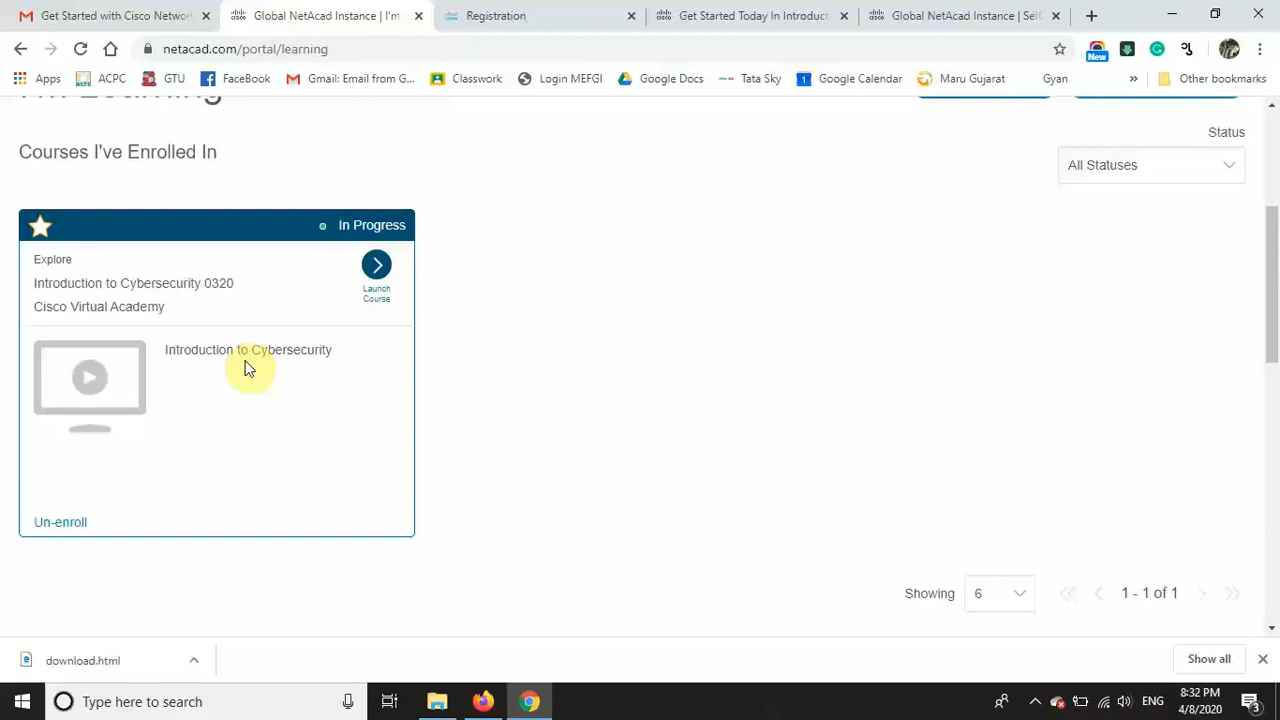 Get Started with Cisco Networ
Global NetAcad Instance | I'm
Registration
Get Started Today In Introducti
Global NetAcad Instance | Self
netacad.com/portal/learning
New
Apps
ACPC
GTU
FaceBook
Gmail: Email from G...
Classwork
Login MEFGI
Google Docs
Tata Sky
Google Calendar
Maru Gujarat
Gyan
Other bookmarks
Courses I've Enrolled In
Status
All Statuses
In Progress
Explore
Introduction to Cybersecurity 0320
Cisco Virtual Academy
Launch
Course
Introduction to Cybersecurity
Un-enroll
Showing
6
1 - 1 of 1
download.html
Show all
Type here to search
ENG
8:32 PM
4/8/2020
3